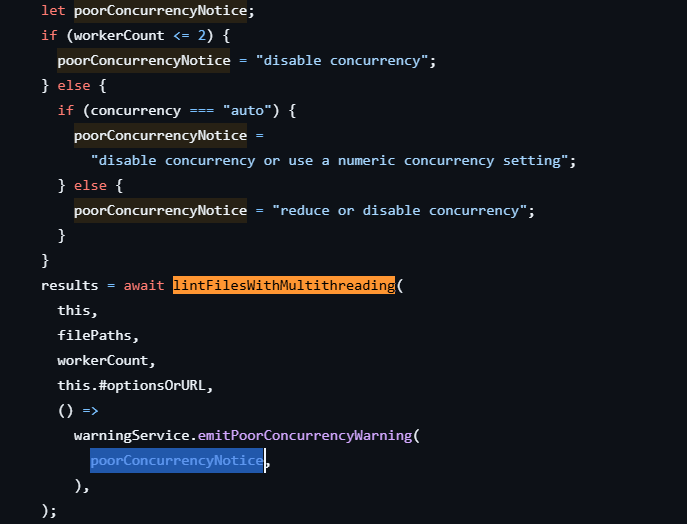 let poorConcurrencyNotice;
if (workerCount <= 2) {
poorConcurrencyNotice = "disable concurrency";
} else {
if (concurrency === "auto") {
poorConcurrencyNotice =
"disable concurrency or use a numeric concurrency setting";
} else {
poorConcurrencyNotice = "reduce or disable concurrency";
}
}
results = await lintFilesWithMultithreading(
this,
filePaths,
workerCount,
this.#optionsOrURL,
() =>
warningService.emitPoorConcurrencyWarning(
poorConcurrencyNotice,
),
);